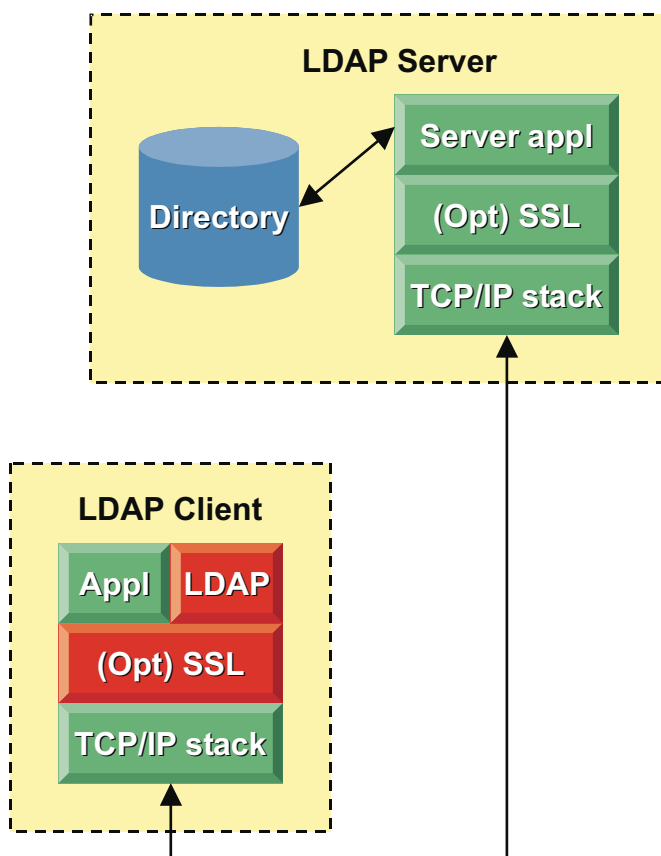 LDAP Server
Server appl
Directory
(Opt) SSL
TCP/IP stack
LDAP Client
Appl
LDAP
(Opt) SSL
TCP/IP stack